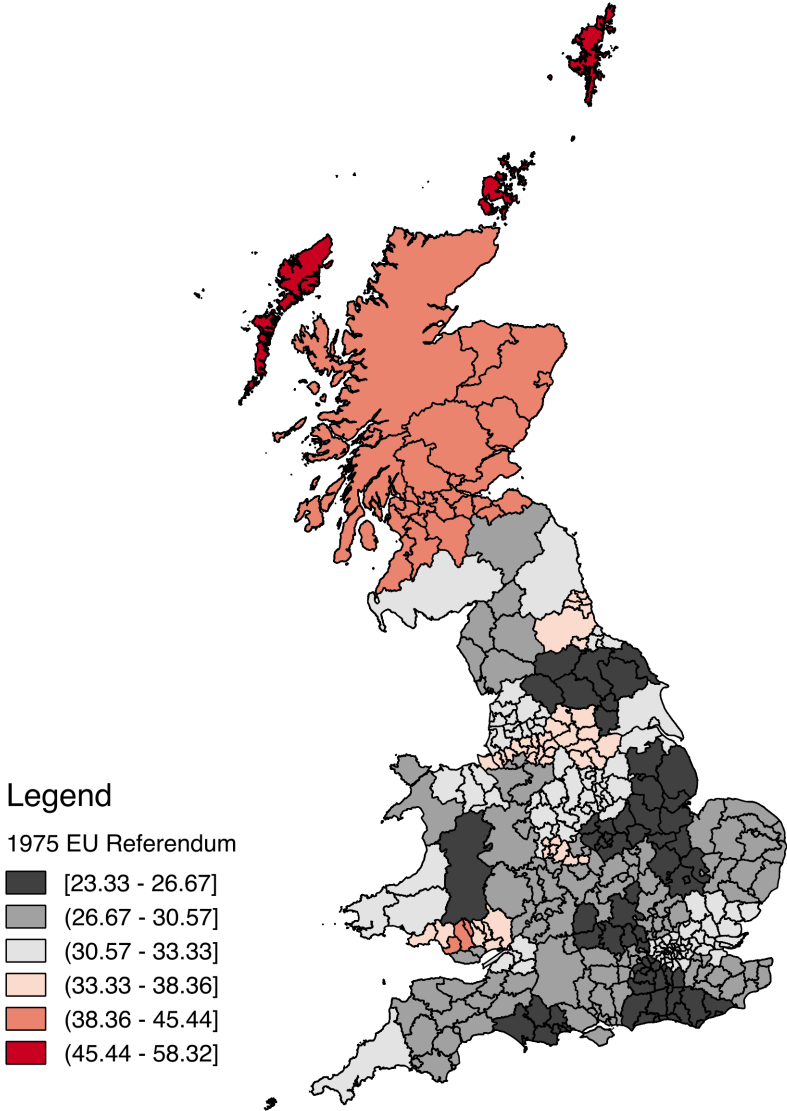 Legend
1975 EU Referendum
[23.33 - 26.67]
(26.67 - 30.57]
(30.57 - 33.33]
(33.33 - 38.36]
(38.36 - 45.44]
(45.44 - 58.32]